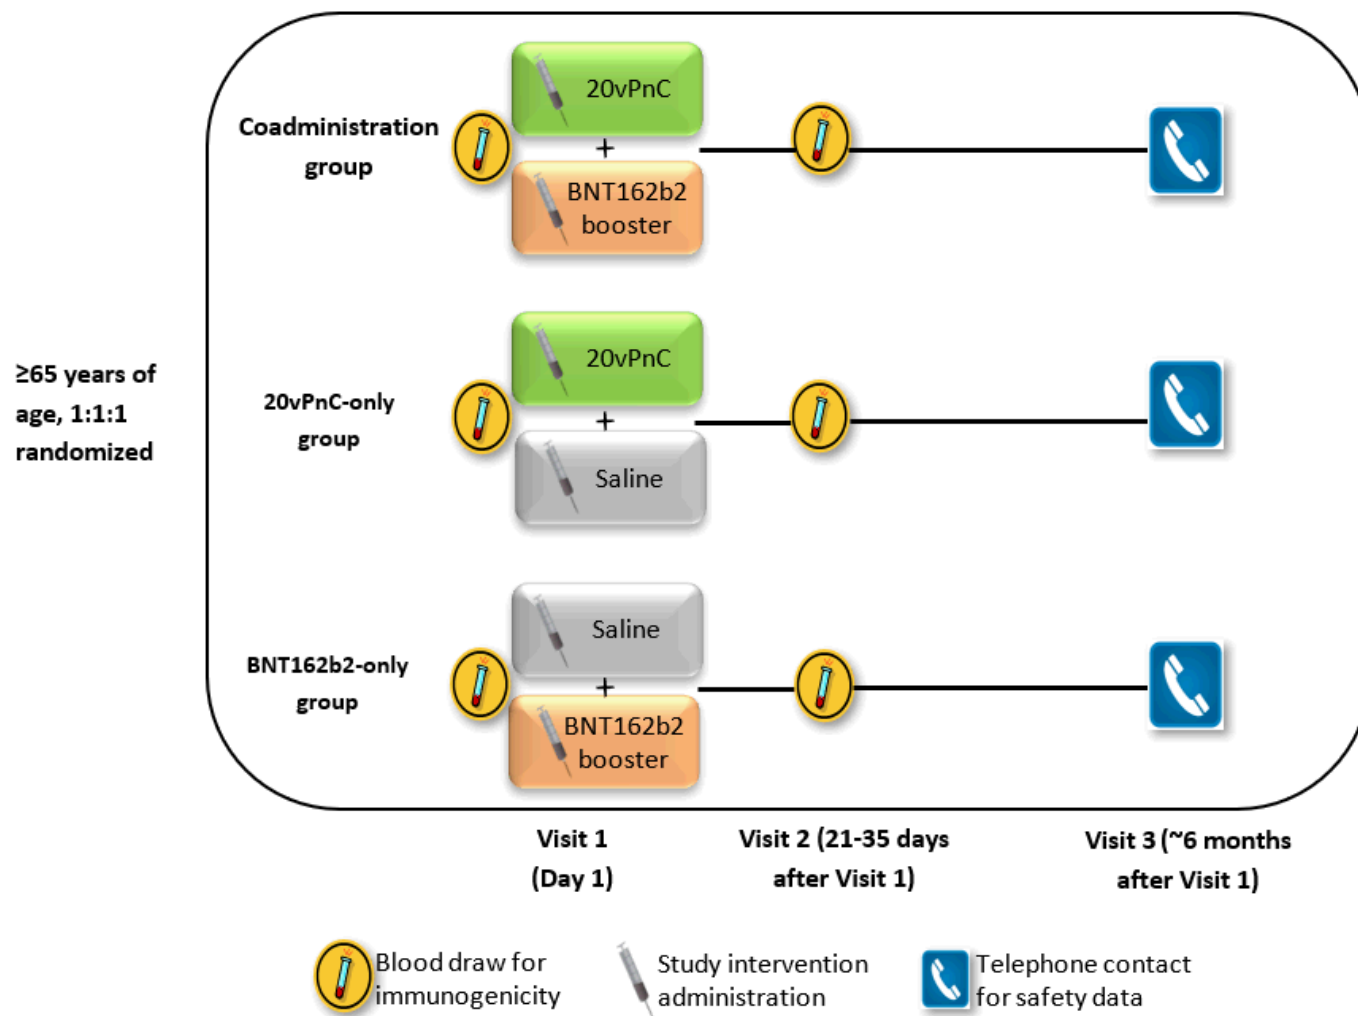 Coadministration
group
20vPnC
+
BNT162b2
booster
≥65 years of
age, 1:1:1
randomized
20vPnC-only
group
20vPnC
+
Saline
BNT162b2-only
group
Saline
+
BNT162b2
booster
Visit 1
(Day 1)
Visit 2 (21-35 days
after Visit 1)
Visit 3 (~6 months
after Visit 1)
Blood draw for
immunogenicity
Study intervention
administration
Telephone contact
for safety data